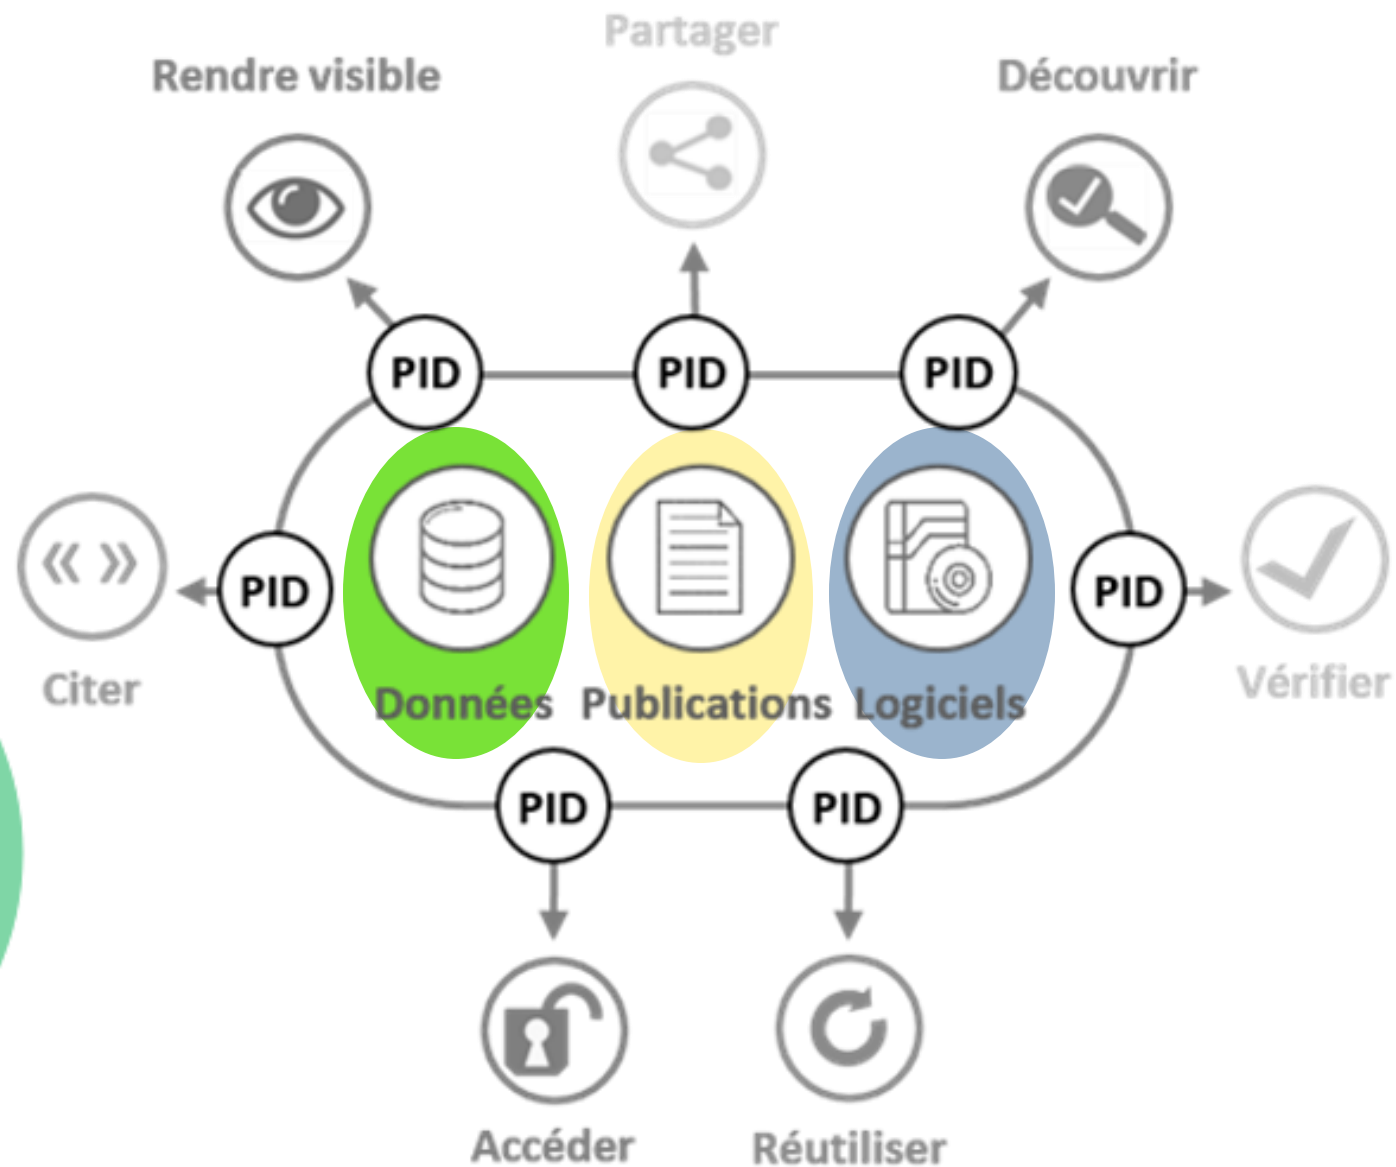 Partager
Rendre visible
Découvrir
PID
PID
PID
« »
PID
PID
Citer
Vérifier
Données
Publications
Logiciels
PID
PID
Accéder
Réutiliser